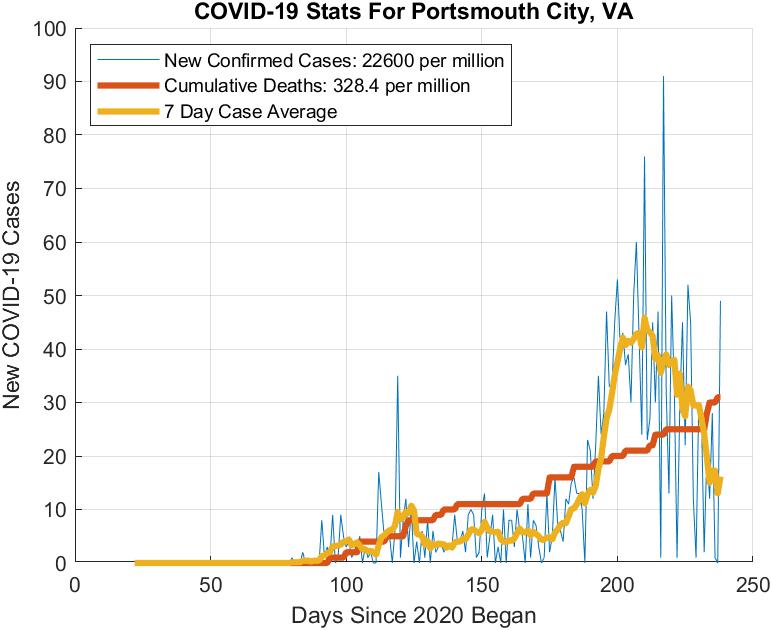 COVID-19 Stats For Portsmouth City, VA
New Confirmed Cases: 22600 per million
Cumulative Deaths: 328.4 per million
7 Day Case Average
New COVID-19 Cases
100
90
80
70
60
50
40
30
20
10
0
0 50 100 150 200 250
Days Since 2020 Began